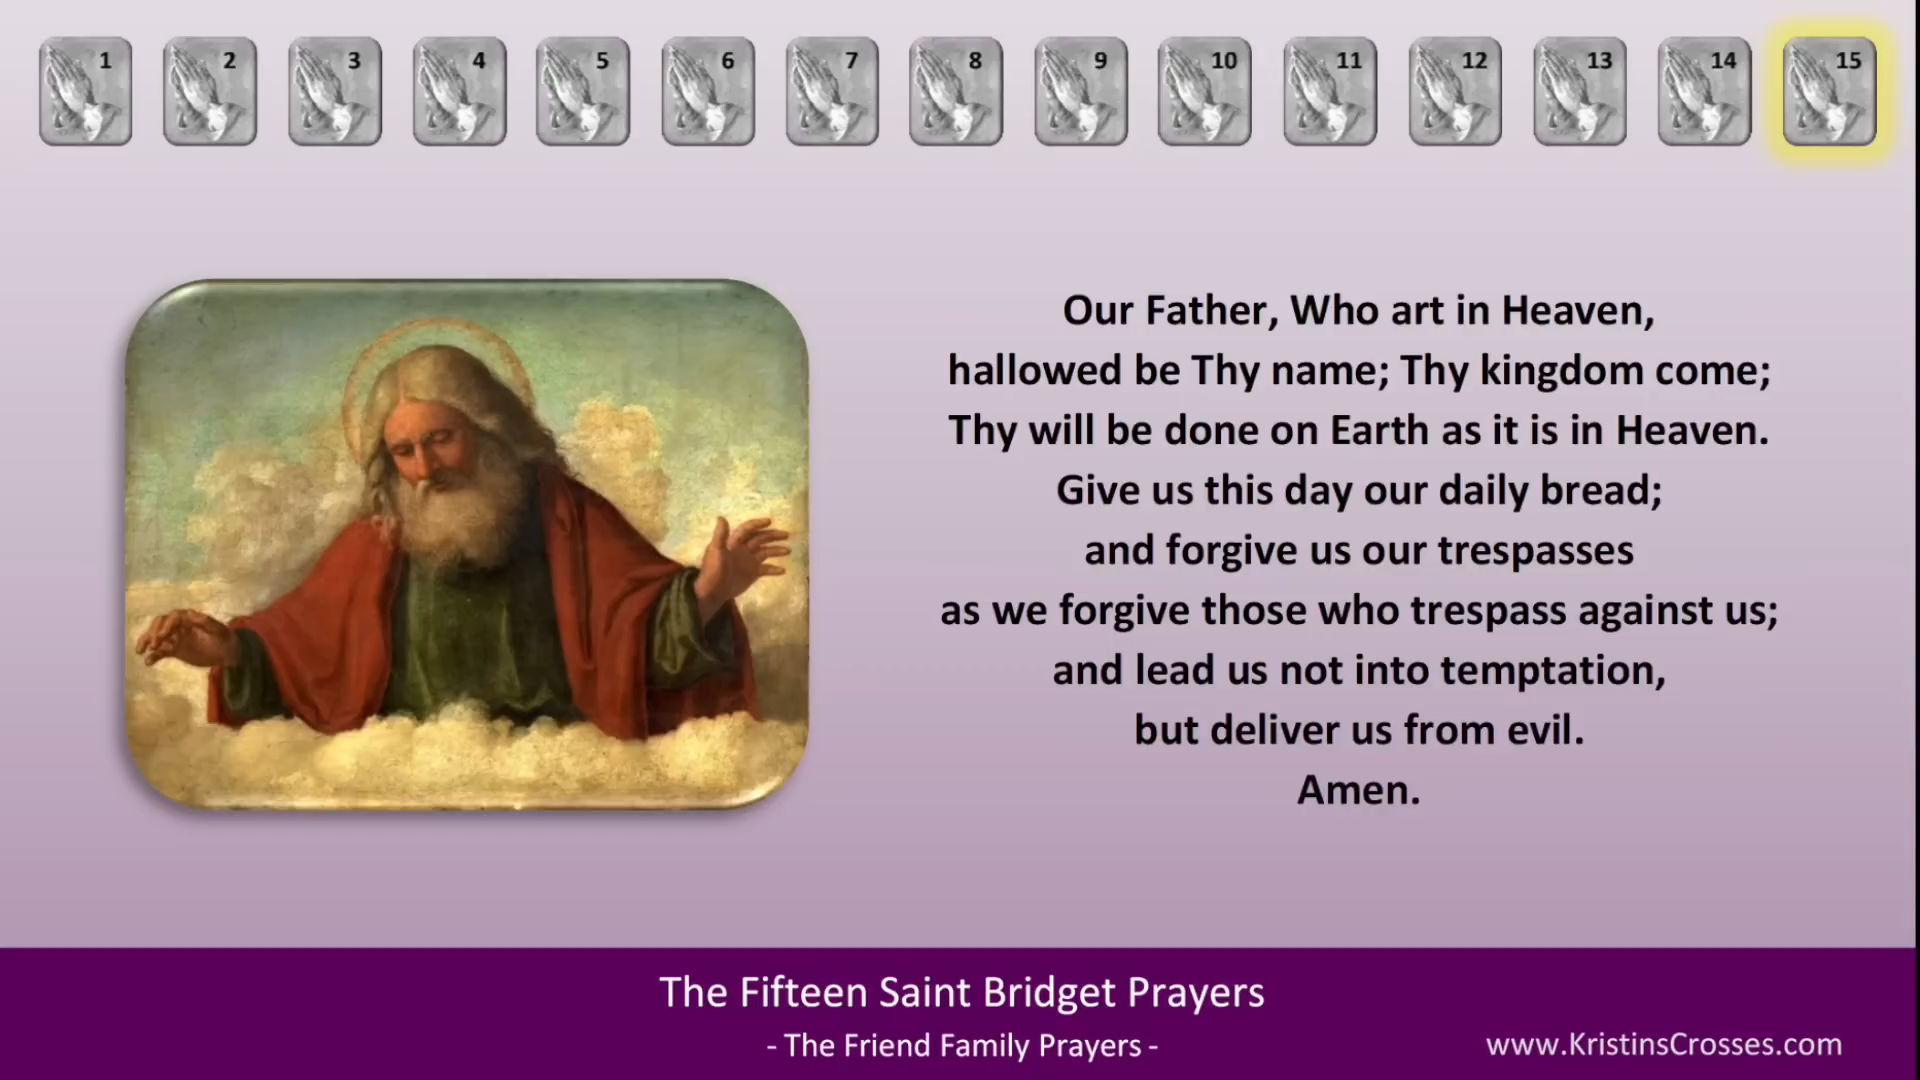 1 2 3 4 5 6 7 8 9 10 11 12 13 14 15
Our Father, Who art in Heaven,
hallowed be Thy name; Thy kingdom come;
Thy will be done on Earth as it is in Heaven.
Give us this day our daily bread;
and forgive us our trespasses
as we forgive those who trespass against us;
and lead us not into temptation,
but deliver us from evil.
Amen.
The Fifteen Saint Bridget Prayers
- The Friend Family Prayers -
www.KristinsCrosses.com